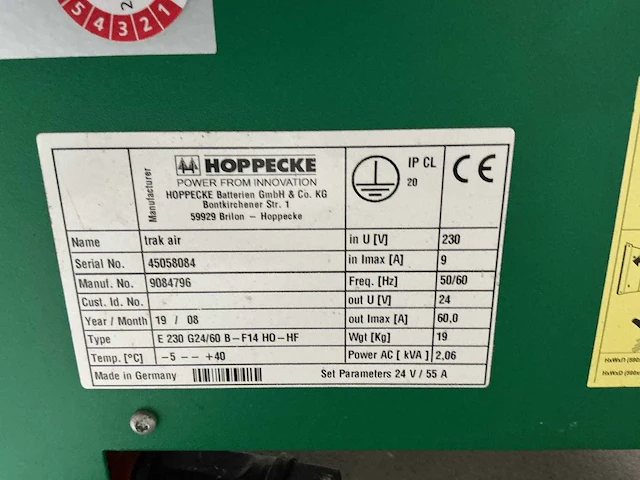 5 4 3 2 1
2
HOPPECKE
POWER FROM INNOVATION
Manufacturer
HOPPECKE Batterien GmbH & Co. KG
Bontkirchener Str. 1
59929 Brilon - Hoppecke
IP CL
20
CE
Name trak air in U [V] 230
Serial No. 45058084 in Imax [A] 9
Manuf. No. 9084796 Freq. [Hz] 50/60
Cust. Id. No. out U [V] 24
Year / Month 19 / 08 out Imax [A] 60,0
Type E 230 G24/60 B-F14 HO-HF Wgt [Kg] 19
Temp. [°C] -5 -- +40 Power AC [ kVA ] 2,06
Made in Germany Set Parameters 24 V / 55 A